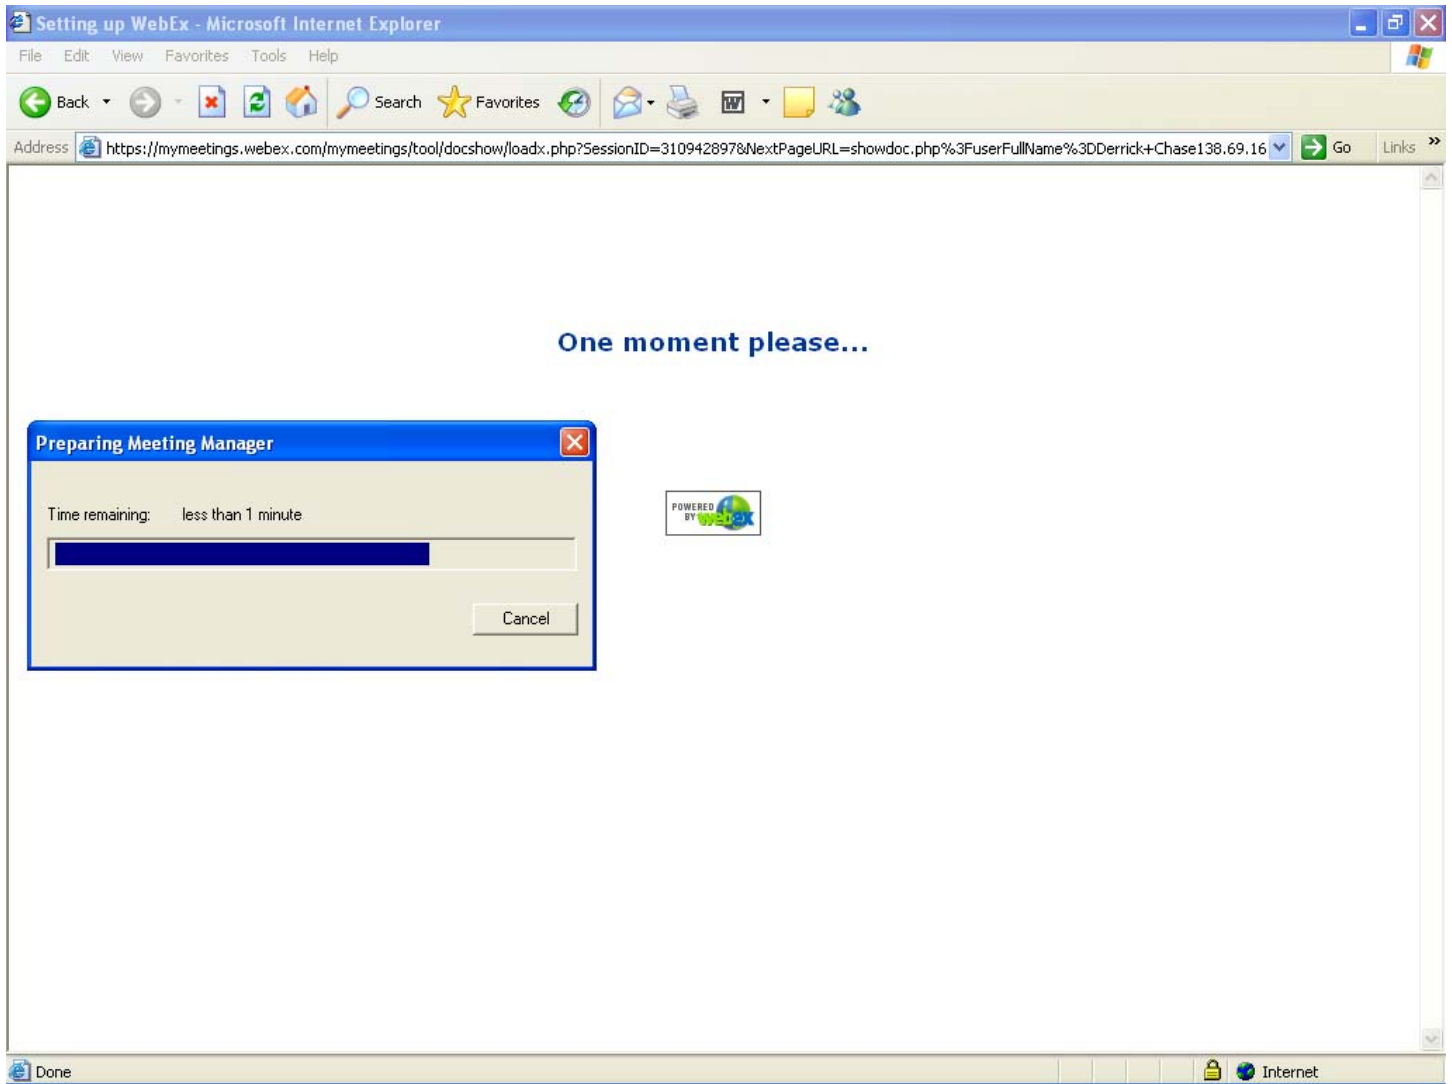 Setting up WebEx - Microsoft Internet Explorer
File Edit View Favorites Tools Help
Back Search Favorites
Address https://mymeetings.webex.com/mymeetings/tool/docshow/loadx.php?SessionID=310942897&NextPageURL=showdoc.php%3FuserFullName%3DDerrick+Chase138.69.16 Go Links »
One moment please...
Preparing Meeting Manager
Time remaining: less than 1 minute
POWERED
BY webex
Cancel
Done Internet